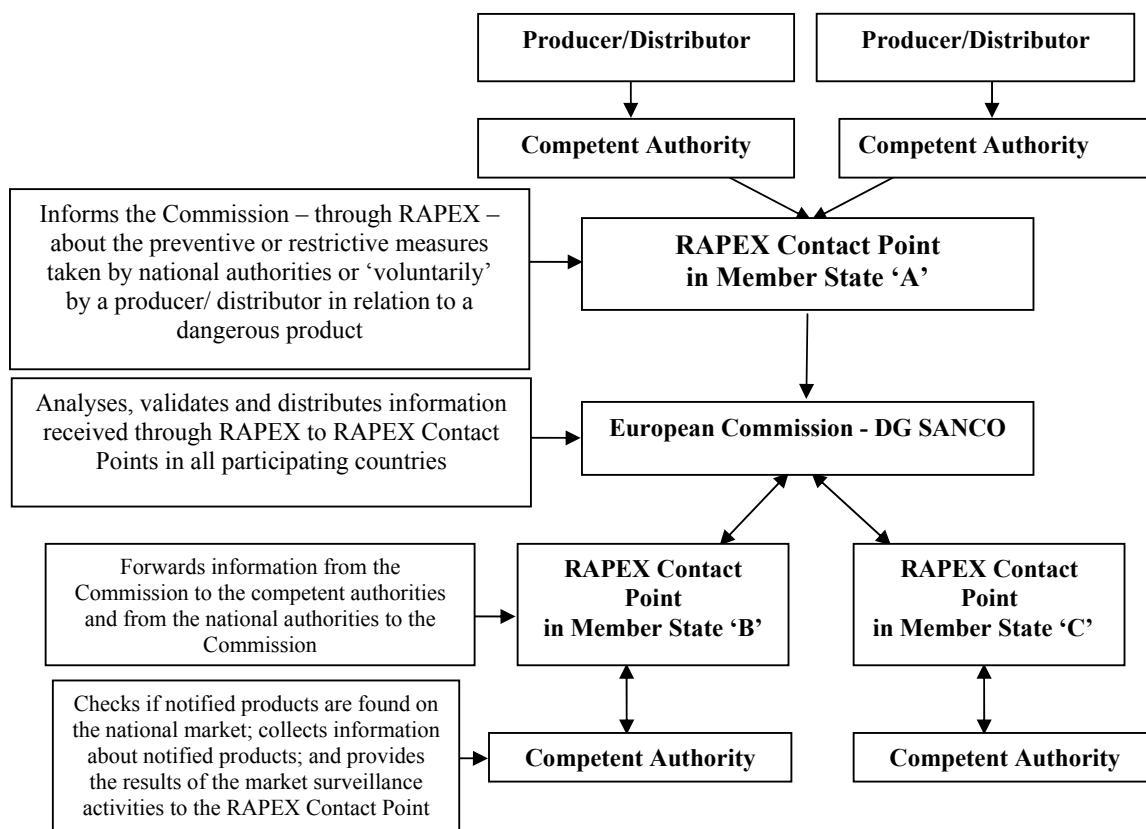 Producer/Distributor
Producer/Distributor
Competent Authority
Competent Authority
Informs the Commission – through RAPEX –
about the preventive or restrictive measures
taken by national authorities or ‘voluntarily’
by a producer/ distributor in relation to a
dangerous product
RAPEX Contact Point
in Member State ‘A’
Analyses, validates and distributes information
received through RAPEX to RAPEX Contact
Points in all participating countries
European Commission - DG SANCO
Forwards information from the
Commission to the competent authorities
and from the national authorities to the
Commission
RAPEX Contact
Point
in Member State ‘B’
RAPEX Contact
Point
in Member State ‘C’
Checks if notified products are found on
the national market; collects information
about notified products; and provides
the results of the market surveillance
activities to the RAPEX Contact Point
Competent Authority
Competent Authority